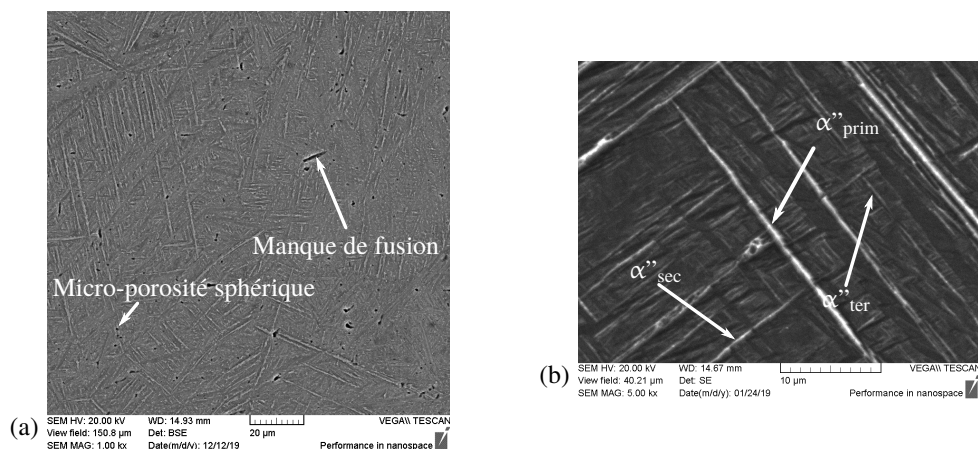 Manque de fusion
Micro-porosité sphérique
(a)
SEM HV: 20.00 kV WD: 14.93 mm VEGA\\ TESCAN
View field: 150.8 µm Det: BSE 20 µm
SEM MAG: 1.00 kx Date(m/d/y): 12/12/19 Performance in nanospace
α”prim
α”sec
α”ter
(b)
SEM HV: 20.00 kV WD: 14.67 mm VEGA\\ TESCAN
View field: 40.21 µm Det: SE 10 µm
SEM MAG: 5.00 kx Date(m/d/y): 01/24/19 Performance in nanospace